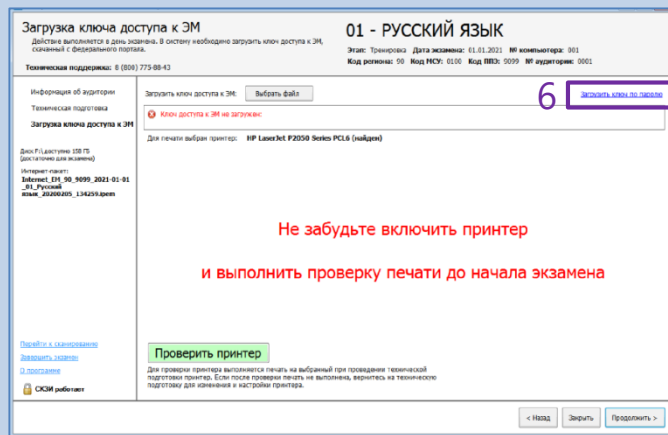 Загрузка ключа доступа к ЭМ
Действие выполняется в день экзамена. В систему необходимо загрузить ключ доступа к ЭМ,
скачанный с федерального портала.
Техническая поддержка: 8 (800) 775-88-43
01 - РУССКИЙ ЯЗЫК
Этап: Тренировка Дата экзамена: 01.01.2021 № компьютера: 001
Код региона: 90 Код МСУ: 0100 Код ППЭ: 9099 № аудитории: 0001
Информация об аудитории
Техническая подготовка
Загрузка ключа доступа к ЭМ
Диск F:\,доступно 158 ГБ
(достаточно для экзамена)
Интернет-пакет:
Internet_EM_90_9099_2021-01-01
_01_Русский
язык_20200205_134259.ipem
Перейти к сканированию
Завершить экзамен
О программе
СКЗИ работает
Загрузить ключ доступа к ЭМ: Выбрать файл
6 Загрузить ключ по паролю
Ключ доступа к ЭМ не загружен:
Для печати выбран принтер: HP LaserJet P2050 Series PCL6 (найден)
Не забудьте включить принтер
и выполнить проверку печати до начала экзамена
Проверить принтер
Для проверки принтера выполняется печать на выбранный при проведении технической
подготовки принтер. Если после проверки печать не выполнена, вернитесь на техническую
подготовку для изменения и настройки принтера.
< Назад Закрыть Продолжить >